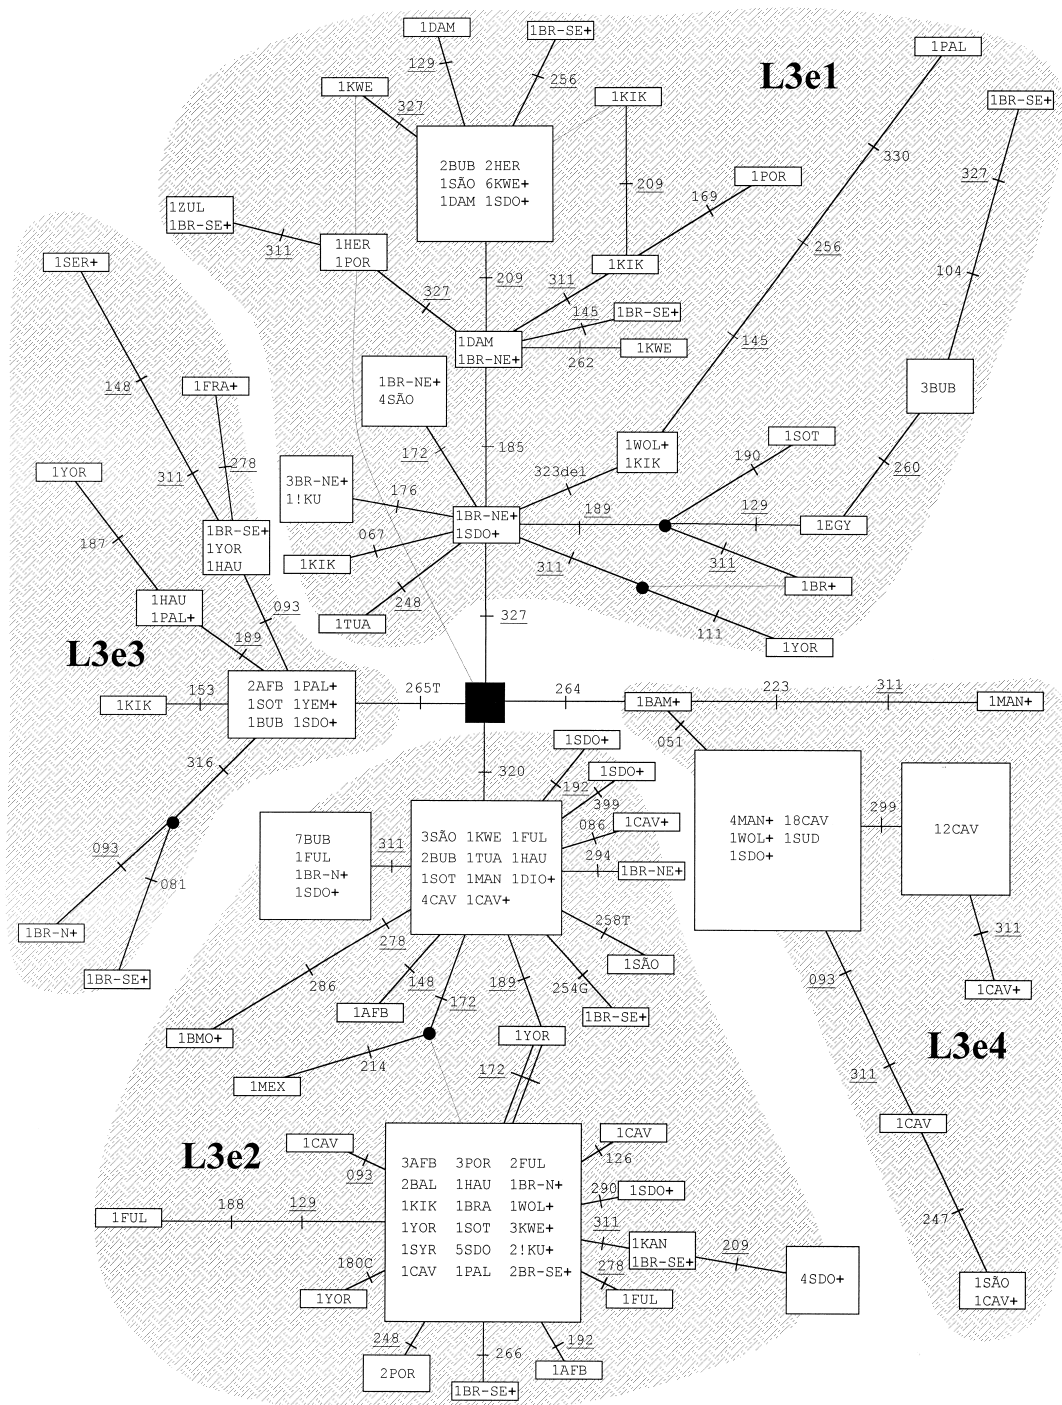 1DAM
1BR-SE+
1PAL
L3e1
129
256
1KWE
1KIK
1BR-SE+
327
330
2BUB 2HER
1SÃO 6KWE+
1DAM 1SDO+
209
1POR
327
169
1ZUL
1BR-SE+
311
1HER
1POR
256
1SER+
1KIK
104
209
311
327
145
1BR-SE+
1DAM
1BR-NE+
1KWE
262
145
148
1FRA+
1BR-NE+
4SÃO
3BUB
1WOL+
1KIK
1SOT
185
172
190
278
323del
260
1YOR
311
3BR-NE+
1!KU
176
1BR-NE+
1SDO+
189
129
1EGY
187
1BR-SE+
1YOR
1HAU
067
1KIK
311
311
1BR+
1HAU
1PAL+
093
248
1TUA
327
111
1YOR
L3e3
189
1KIK
153
2AFB 1PAL+
1SOT 1YEM+
1BUB 1SDO+
265T
264
1BAM+
223
311
1MAN+
051
316
1SDO+
320
192
1SDO+
399
3SÃO 1KWE 1FUL
2BUB 1TUA 1HAU
1SOT 1MAN 1DIO+
4CAV 1CAV+
086
1CAV+
294
1BR-NE+
4MAN+ 18CAV
1WOL+ 1SUD
1SDO+
299
12CAV
7BUB
1FUL
1BR-N+
1SDO+
311
093
081
1BR-N+
1BR-SE+
278
258T
1SÃO
311
1CAV+
286
148
172
189
254G
093
1AFB
1BR-SE+
1BMO+
1YOR
L3e4
214
172
1MEX
311
1CAV
L3e2
1CAV
093
1CAV
126
3AFB 3POR 2FUL
2BAL 1HAU 1BR-N+
1KIK 1BRA 1WOL+
1YOR 1SOT 3KWE+
1SYR 5SDO 2!KU+
1CAV 1PAL 2BR-SE+
290
1SDO+
1FUL
188
129
311
1KAN
1BR-SE+
209
4SDO+
247
180C
278
1YOR
1FUL
1SÃO
1CAV+
248
266
192
2POR
1BR-SE+
1AFB